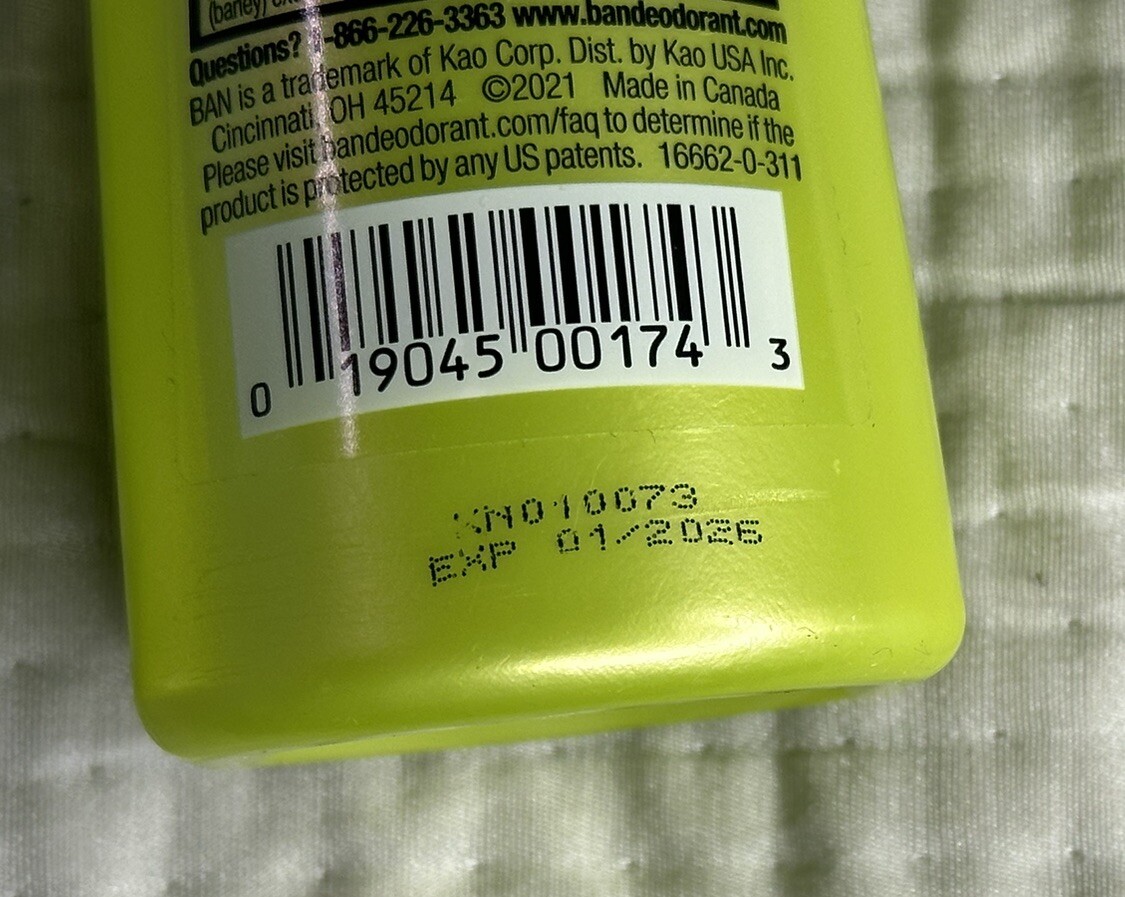 (barley)
Questions? 1-866-226-3363 www.bandeodorant.com
BAN is a trademark of Kao Corp. Dist. by Kao USA Inc.
Cincinnati, OH 45214 ©2021 Made in Canada
Please visit bandeodorant.com/faq to determine if the
product is protected by any US patents. 16662-0-311
0 19045 00174 3
KN010073
EXP 01/2026